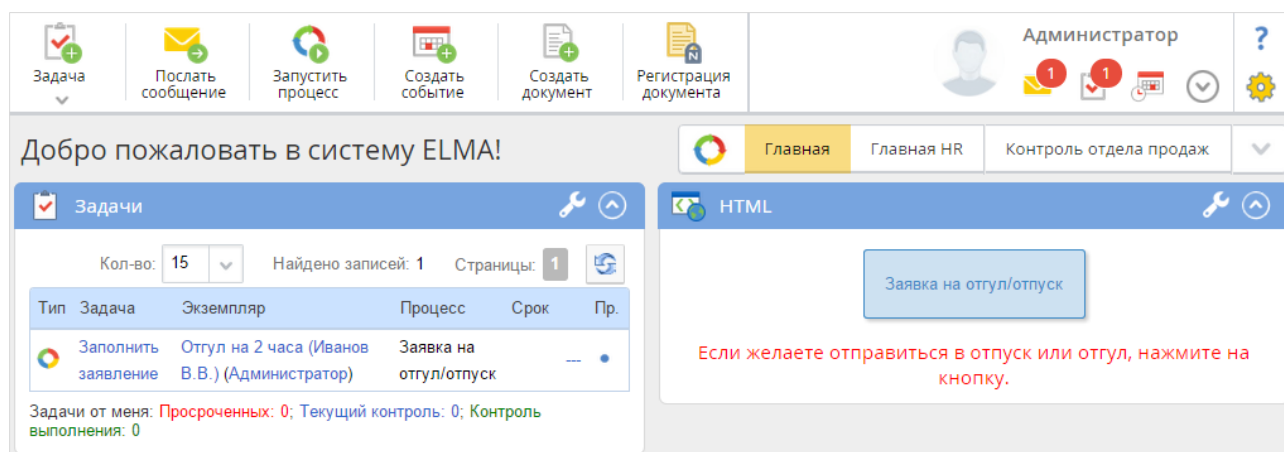 Администратор
?
Задача
Послать
сообщение
Запустить
процесс
Создать
событие
Создать
документ
N
Регистрация
документа
1
1
Добро пожаловать в систему ELMA!
Главная
Главная HR
Контроль отдела продаж
Задачи
Кол-во: 15
Найдено записей: 1
Страницы: 1
Тип Задача Экземпляр Процесс Срок Пр.
Заполнить Отгул на 2 часа (Иванов Заявка на
заявление В.В.) (Администратор) отгул/отпуск ---
Задачи от меня: Просроченных: 0; Текущий контроль: 0; Контроль
выполнения: 0
HTML
Заявка на отгул/отпуск
Если желаете отправиться в отпуск или отгул, нажмите на
кнопку.